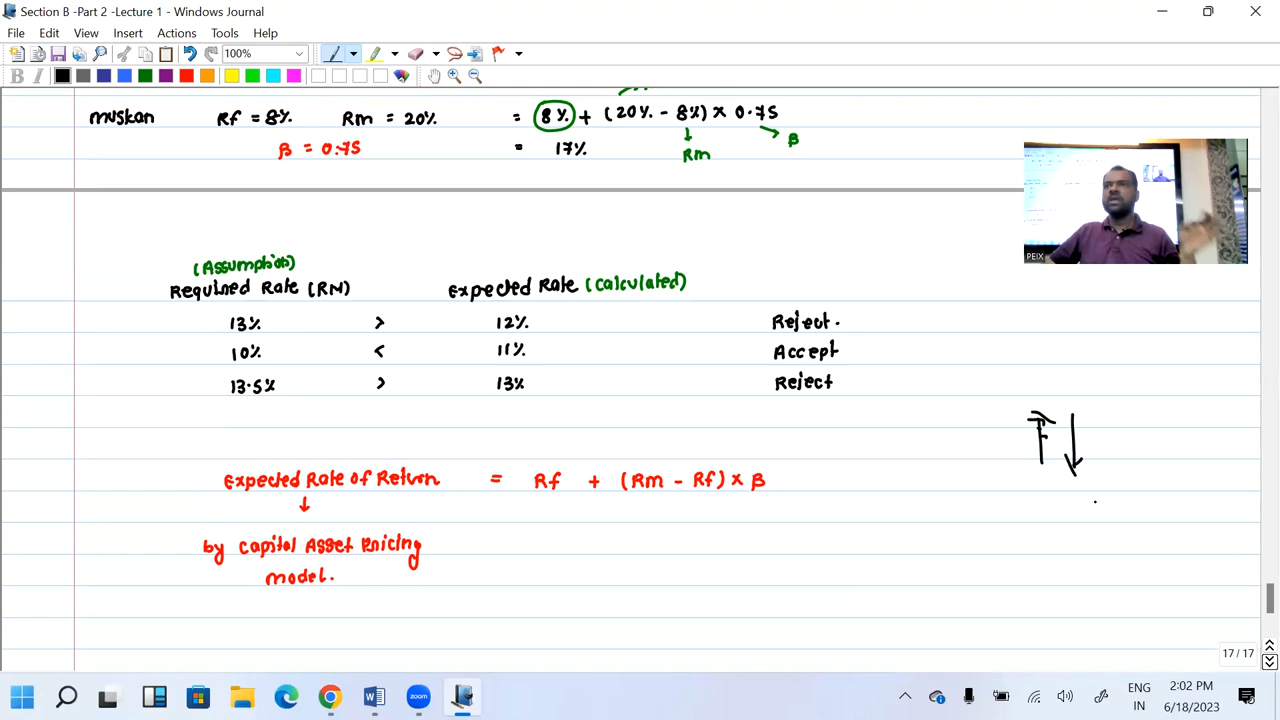 Section B -Part 2 -Lecture 1 - Windows Journal
File Edit View Insert Actions Tools Help
100%
B I
muskan Rf = 8% Rm = 20% = 8% + (20% - 8%) × 0.75
β = 0.75 = 17% Rm β
PEIX
(Assumption)
Required Rate (RN) Expected Rate (Calculated)
13% > 12% Reject.
10% < 11% Accept
13.5% > 13% Reject
Expected Rate of Return = Rf + (Rm - Rf) × β
by Capital Asset Pricing
model.
17 / 17
zoom
ENG
IN
2:02 PM
6/18/2023